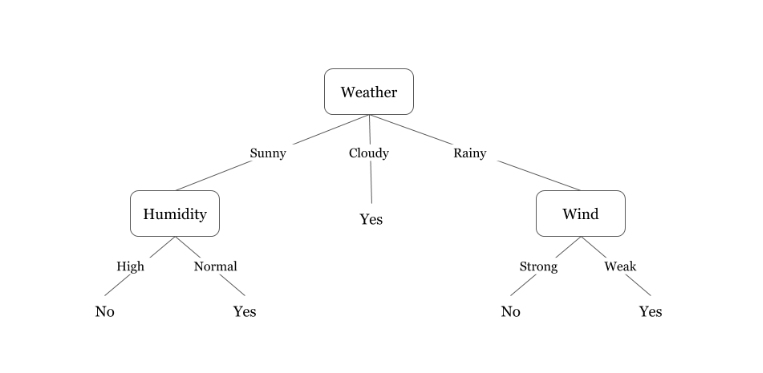 Weather
Sunny
Cloudy
Rainy
Humidity
Yes
Wind
High
Normal
Strong
Weak
No
Yes
No
Yes